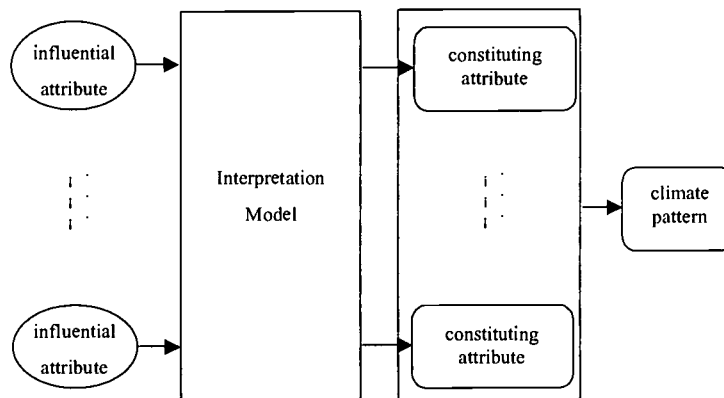 influential
attribute
constituting
attribute
Interpretation
Model
climate
pattern
influential
attribute
constituting
attribute